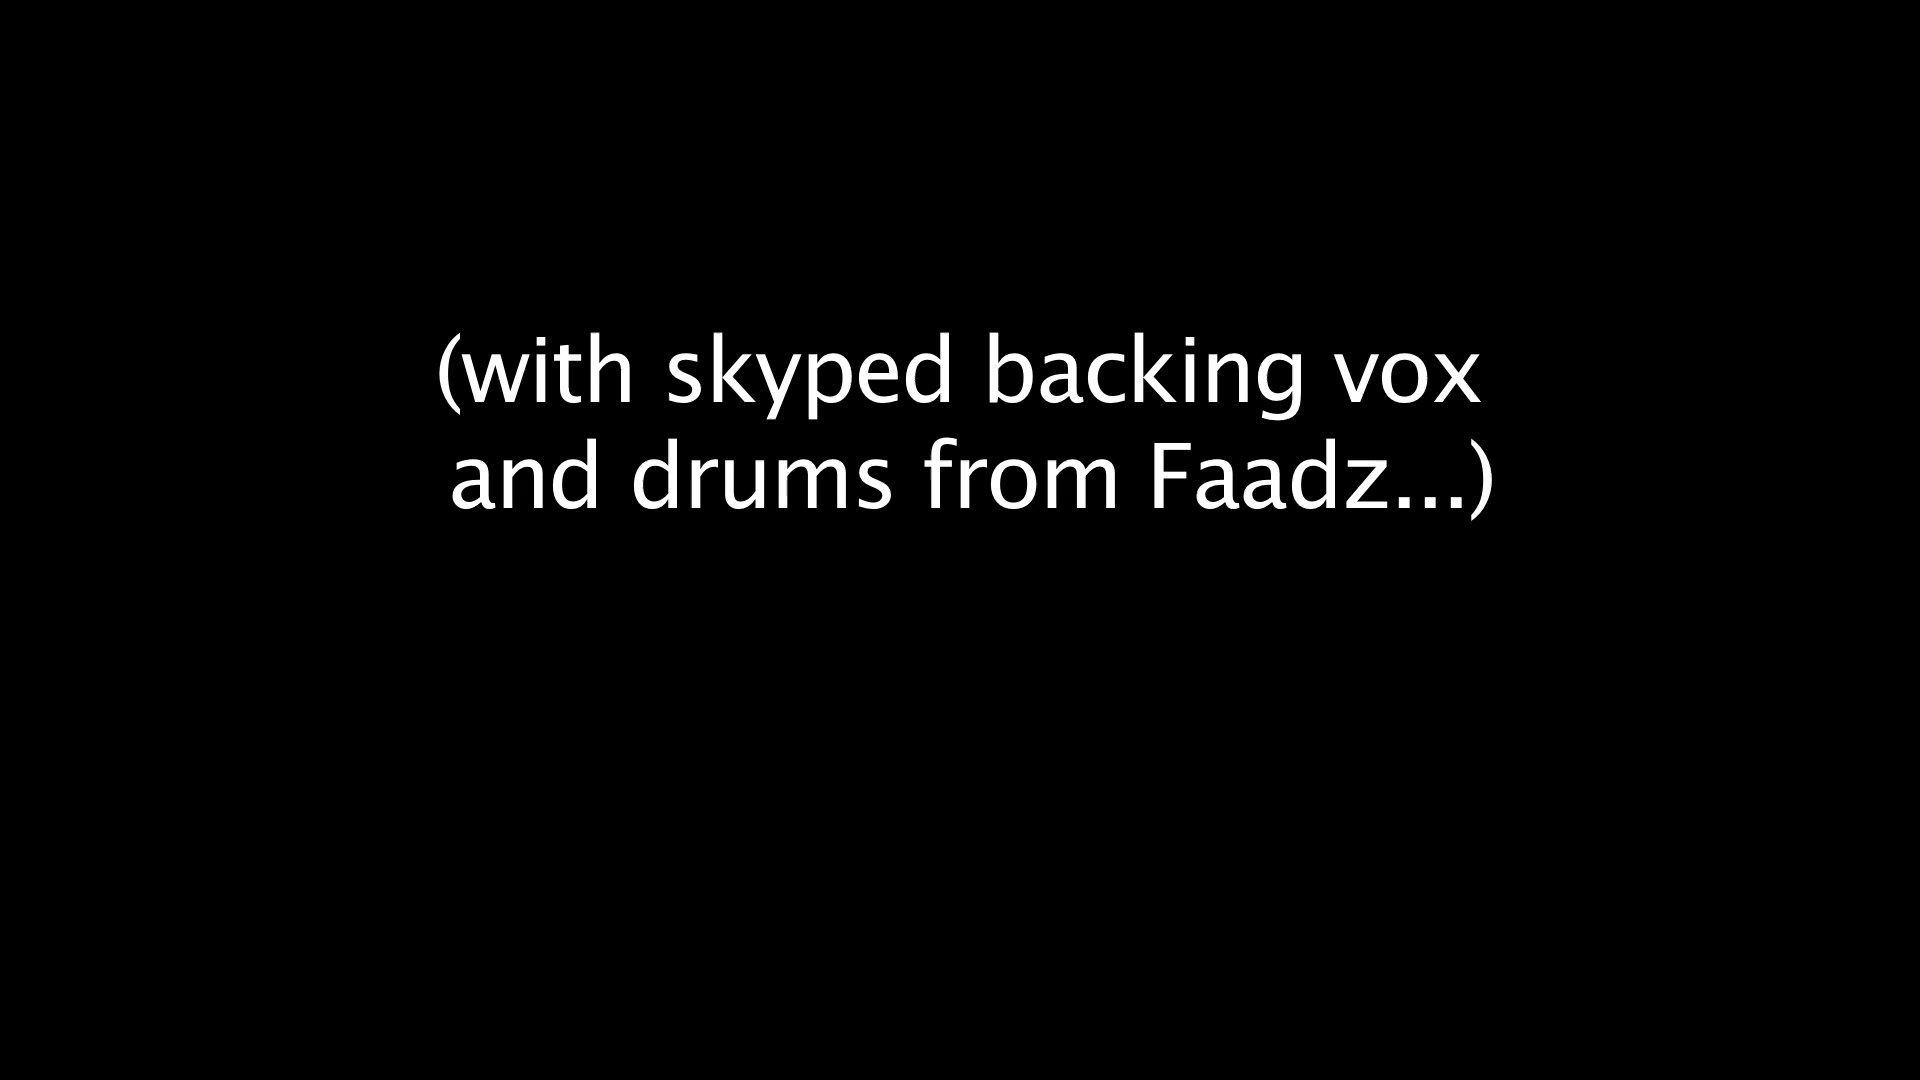 (with skyped backing vox
and drums from Faadz...)